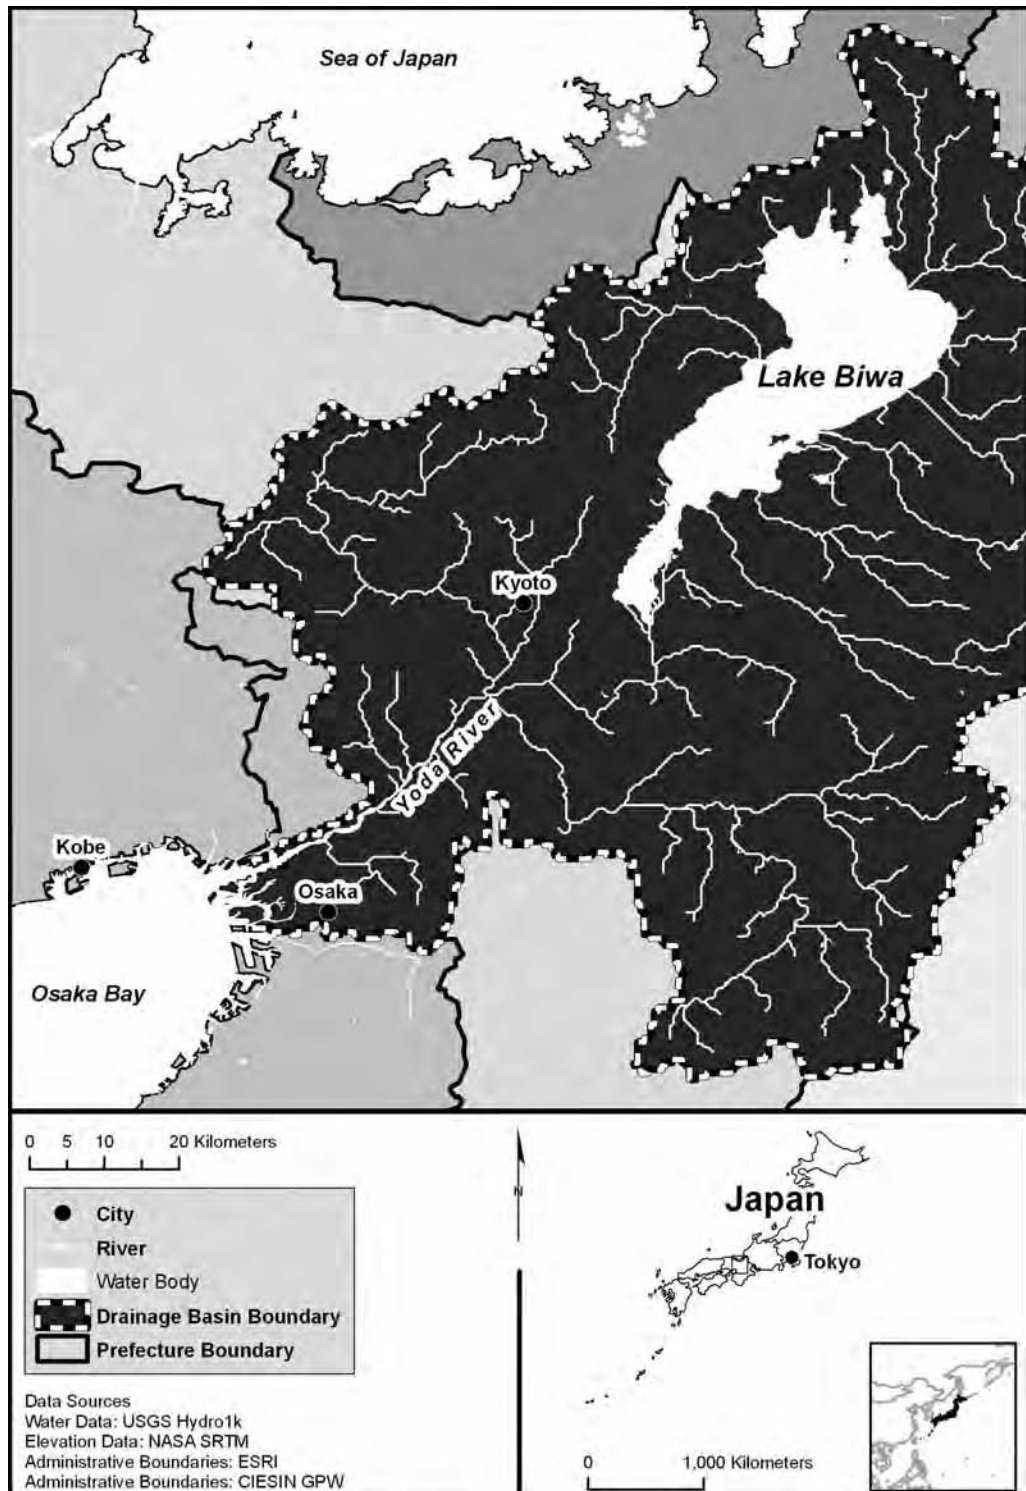 Sea of Japan
Lake Biwa
Kyoto
Yoda River
Kobe
Osaka
Osaka Bay
0 5 10 20 Kilometers
City
River
Water Body
Drainage Basin Boundary
Prefecture Boundary
Data Sources
Water Data: USGS Hydro1k
Elevation Data: NASA SRTM
Administrative Boundaries: ESRI
Administrative Boundaries: CIESIN GPW
N
Japan
Tokyo
0 1,000 Kilometers